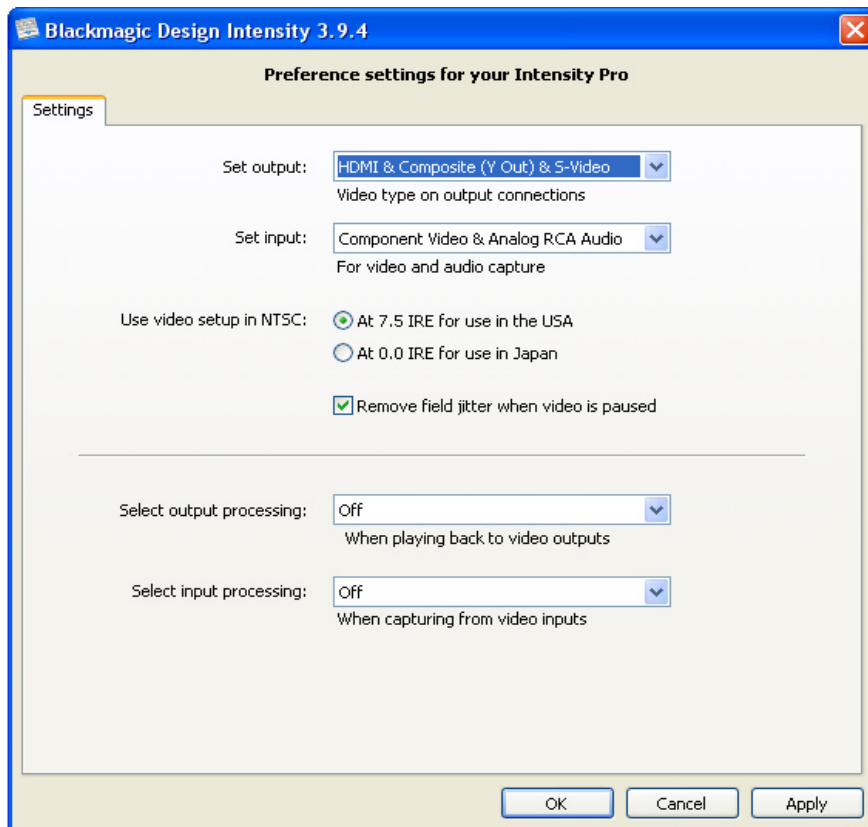 Blackmagic Design Intensity 3.9.4
Preference settings for your Intensity Pro
Settings
Set output: HDMI & Composite (Y Out) & S-Video
Video type on output connections
Set input: Component Video & Analog RCA Audio
For video and audio capture
Use video setup in NTSC: At 7.5 IRE for use in the USA
At 0.0 IRE for use in Japan
Remove field jitter when video is paused
Select output processing: Off
When playing back to video outputs
Select input processing: Off
When capturing from video inputs
OK Cancel Apply